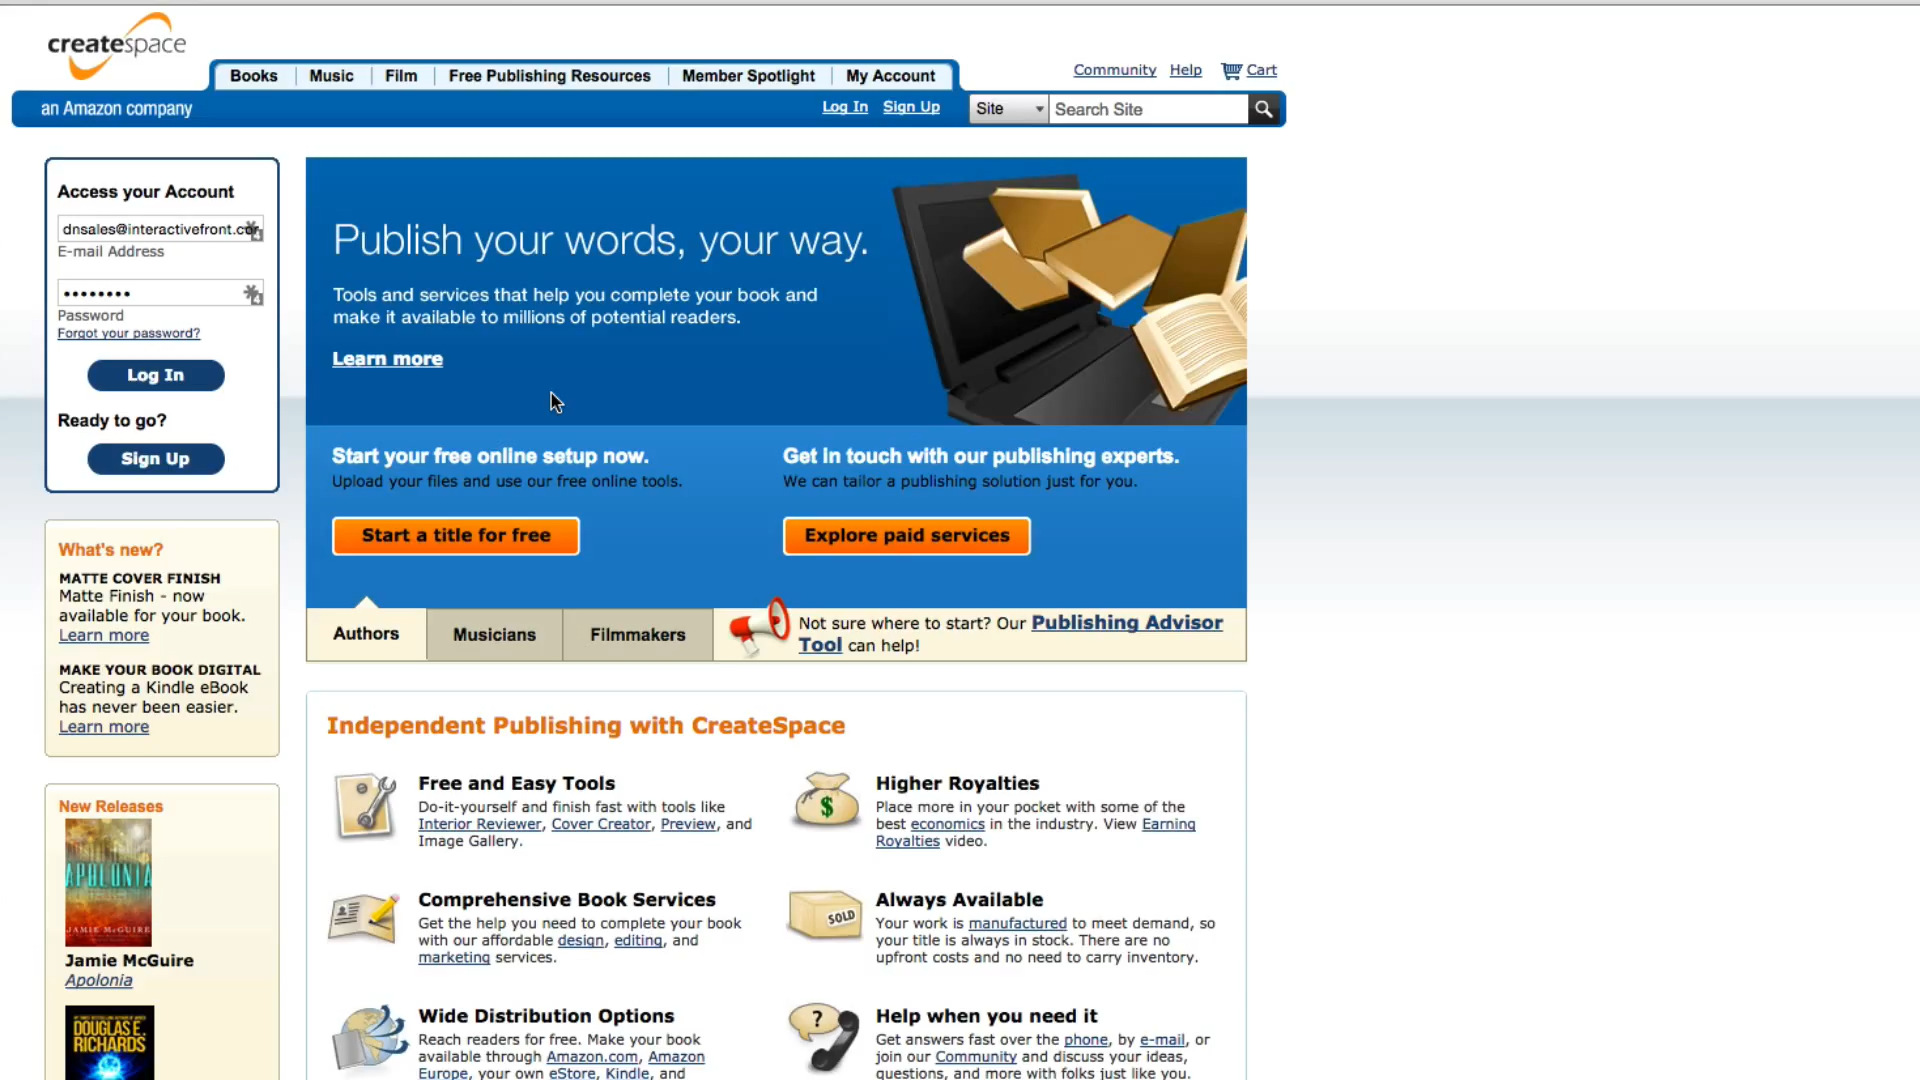 createspace
Books
Music
Film
Free Publishing Resources
Member Spotlight
My Account
Community
Help
Cart
an Amazon company
Log In
Sign Up
Site
Search Site
Access your Account
dnsales@interactivefront.cor
E-mail Address
••••••••
Password
Forgot your password?
Log In
Ready to go?
Sign Up
Publish your words, your way.
Tools and services that help you complete your book and
make it available to millions of potential readers.
Learn more
Start your free online setup now.
Upload your files and use our free online tools.
Start a title for free
Get in touch with our publishing experts.
We can tailor a publishing solution just for you.
Explore paid services
Authors
Musicians
Filmmakers
Not sure where to start? Our Publishing Advisor
Tool can help!
What's new?
MATTE COVER FINISH
Matte Finish - now
available for your book.
Learn more
MAKE YOUR BOOK DIGITAL
Creating a Kindle eBook
has never been easier.
Learn more
New Releases
APOLONIA
JAMIE McGUIRE
Jamie McGuire
Apolonia
DOUGLAS E.
RICHARDS
Independent Publishing with CreateSpace
Free and Easy Tools
Do-it-yourself and finish fast with tools like
Interior Reviewer, Cover Creator, Preview, and
Image Gallery.
$
Higher Royalties
Place more in your pocket with some of the
best economics in the industry. View Earning
Royalties video.
Comprehensive Book Services
Get the help you need to complete your book
with our affordable design, editing, and
marketing services.
SOLD
Always Available
Your work is manufactured to meet demand, so
your title is always in stock. There are no
upfront costs and no need to carry inventory.
Wide Distribution Options
Reach readers for free. Make your book
available through Amazon.com, Amazon
Europe, your own eStore, Kindle, and
?
Help when you need it
Get answers fast over the phone, by e-mail, or
join our Community and discuss your ideas,
questions, and more with folks just like you.